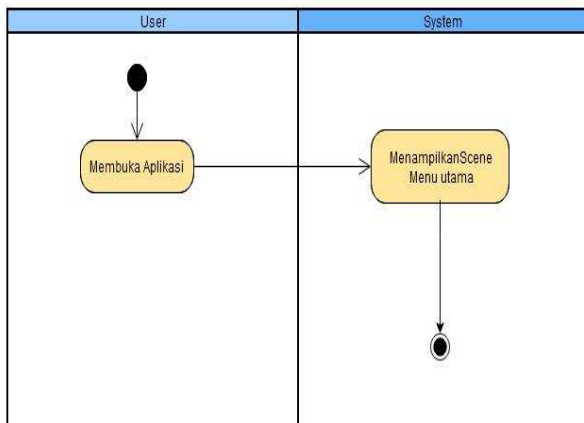 User
System
Membuka Aplikasi
MenampilkanScene
Menu utama